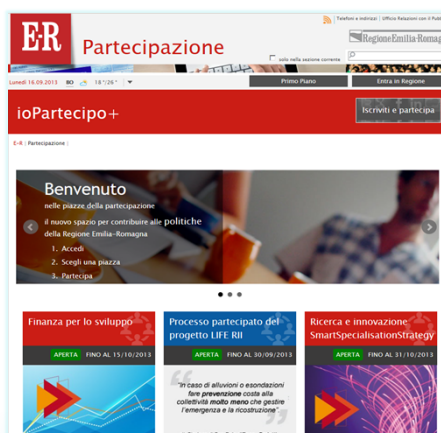 Telefoni e indirizzi | Ufficio Relazioni con il Pubbl
E-R
Partecipazione
RegioneEmilia-Romag
solo nella sezione corrente
Lunedì 16.09.2013 BO 18°/26°
Primo Piano
Entra in Regione
ioPartecipo+
Iscriviti e partecipa
E-R | Partecipazione |
Benvenuto
nelle piazze della partecipazione
il nuovo spazio per contribuire alle politiche
della Regione Emilia-Romagna
1. Accedi
2. Scegli una piazza
3. Partecipa
Finanza per lo sviluppo
APERTA FINO AL 15/10/2013
Processo partecipato del
progetto LIFE RII
APERTA FINO AL 30/09/2013
"In caso di alluvioni o esondazioni
fare prevenzione costa alla
collettività molto meno che gestire
l'emergenza e la ricostruzione"
Ricerca e innovazione
SmartSpecialisationStrategy
APERTA FINO AL 31/10/2013